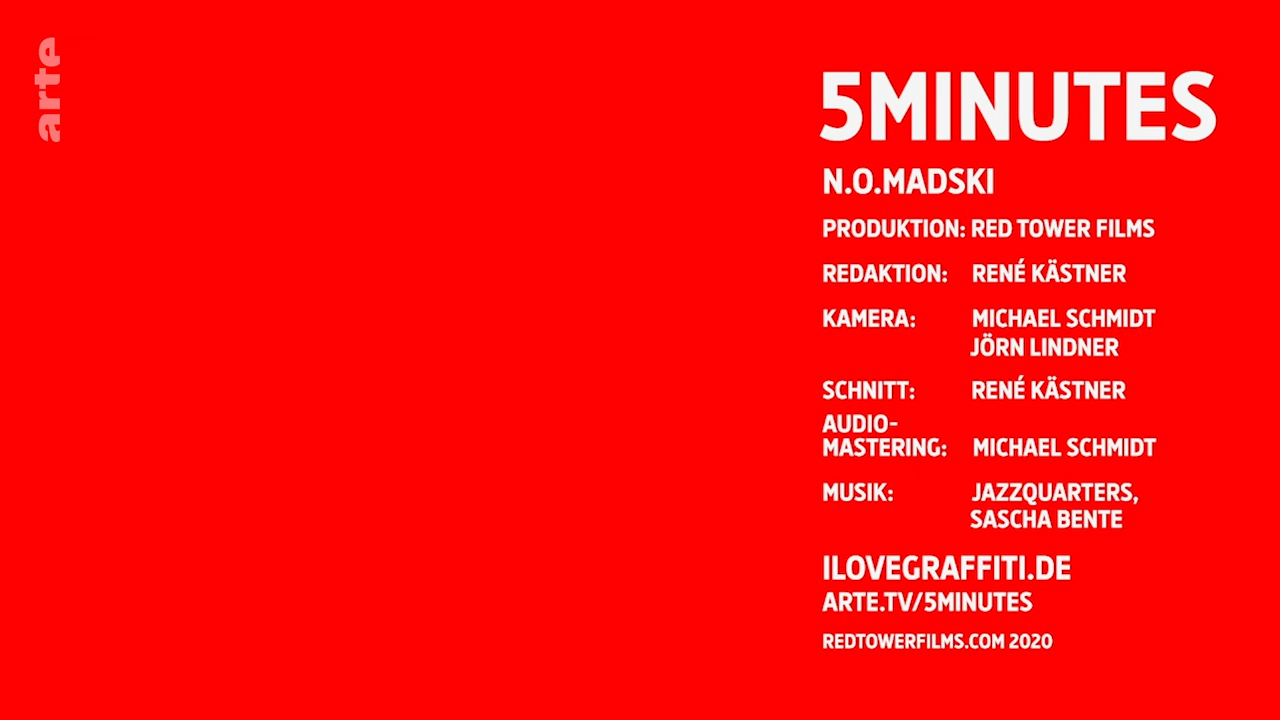 arte
5MINUTES
N.O.MADSKI
PRODUKTION: RED TOWER FILMS
REDAKTION: RENÉ KÄSTNER
KAMERA: MICHAEL SCHMIDT
JÖRN LINDNER
SCHNITT: RENÉ KÄSTNER
AUDIO-
MASTERING: MICHAEL SCHMIDT
MUSIK: JAZZQUARTERS,
SASCHA BENTE
ILOVEGRAFFITI.DE
ARTE.TV/5MINUTES
REDTOWERFILMS.COM 2020